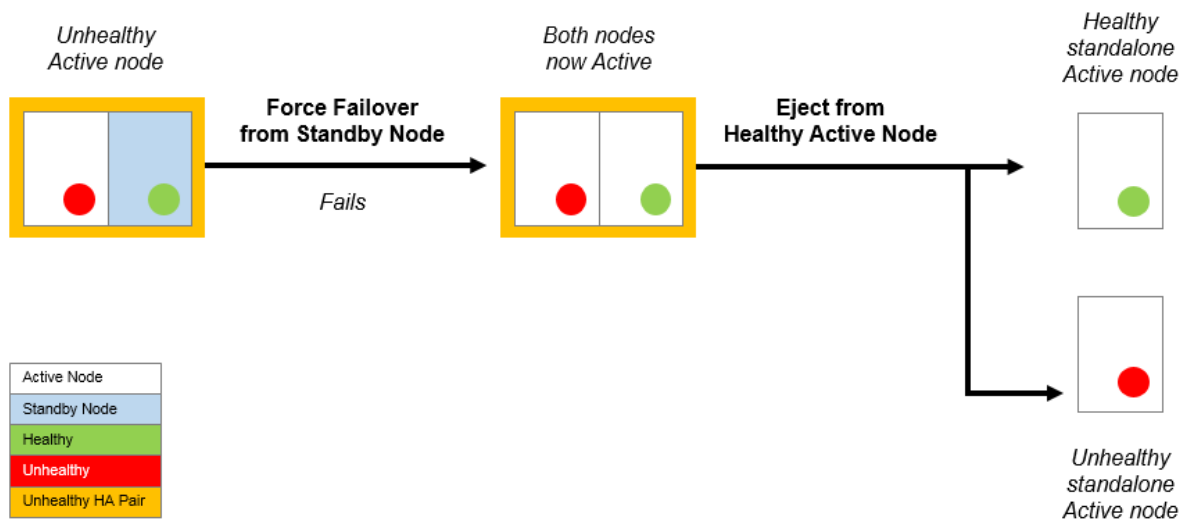 Unhealthy
Active node
Force Failover
from Standby Node
Fails
Both nodes
now Active
Eject from
Healthy Active Node
Healthy
standalone
Active node
Unhealthy
standalone
Active node
Active Node
Standby Node
Healthy
Unhealthy
Unhealthy HA Pair